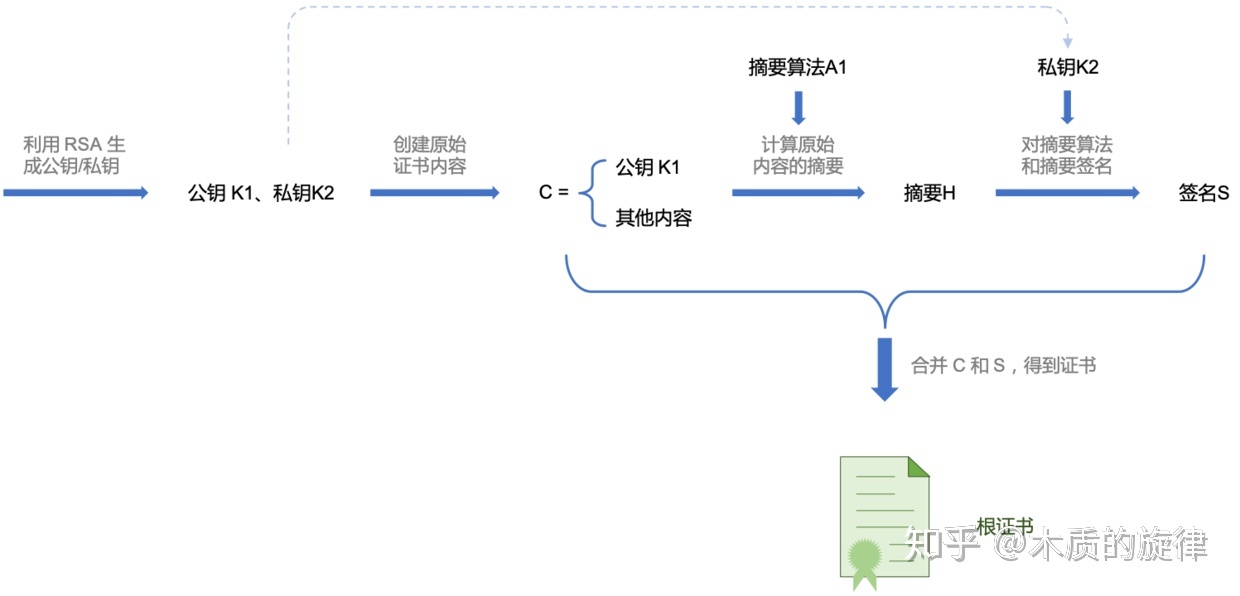 摘要算法A1
私钥K2
利用 RSA 生
成公钥/私钥
创建原始
证书内容
计算原始
内容的摘要
对摘要算法
和摘要签名
公钥 K1、私钥K2
C =
公钥 K1
其他内容
摘要H
签名S
合并 C 和 S，得到证书
根证书
知乎 @木质的旋律